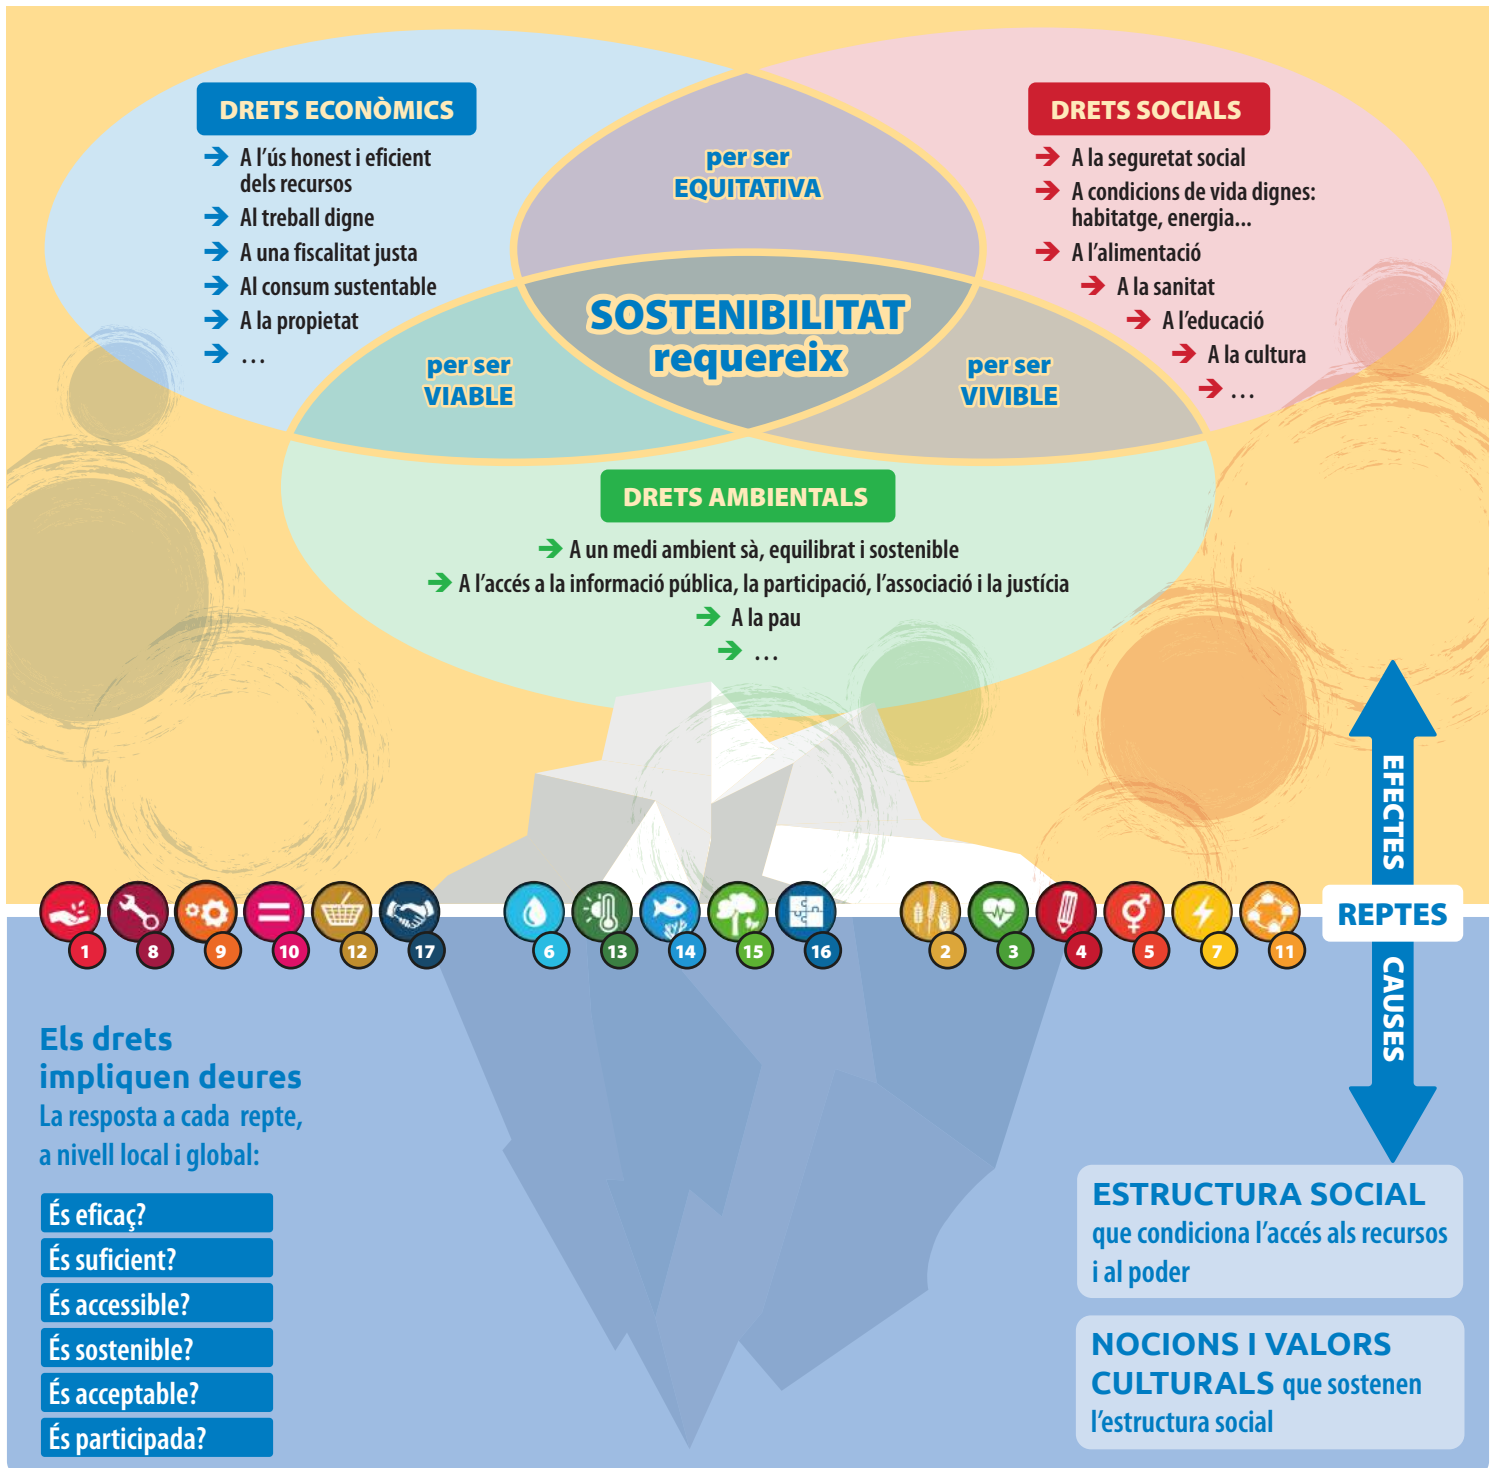 DRETS ECONÒMICS
A l'ús honest i eficient
dels recursos
Al treball digne
A una fiscalitat justa
Al consum sustentable
A la propietat
...
DRETS SOCIALS
A la seguretat social
A condicions de vida dignes:
habitatge, energia...
A l'alimentació
A la sanitat
A l'educació
A la cultura
...
per ser
EQUITATIVA
SOSTENIBILITAT
requereix
per ser
VIABLE
per ser
VIVIBLE
DRETS AMBIENTALS
A un medi ambient sà, equilibrat i sostenible
A l'accés a la informació pública, la participació, l'associació i la justícia
A la pau
...
EFECTES
REPTES
CAUSES
1 8 9 10 12 17 6 13 14 15 16 2 3 4 5 7 11
Els drets
impliquen deures
La resposta a cada repte,
a nivell local i global:
És eficaç?
És suficient?
És accessible?
És sostenible?
És acceptable?
És participada?
ESTRUCTURA SOCIAL
que condiciona l'accés als recursos
i al poder
NOCIONS I VALORS
CULTURALS que sostenen
l'estructura social